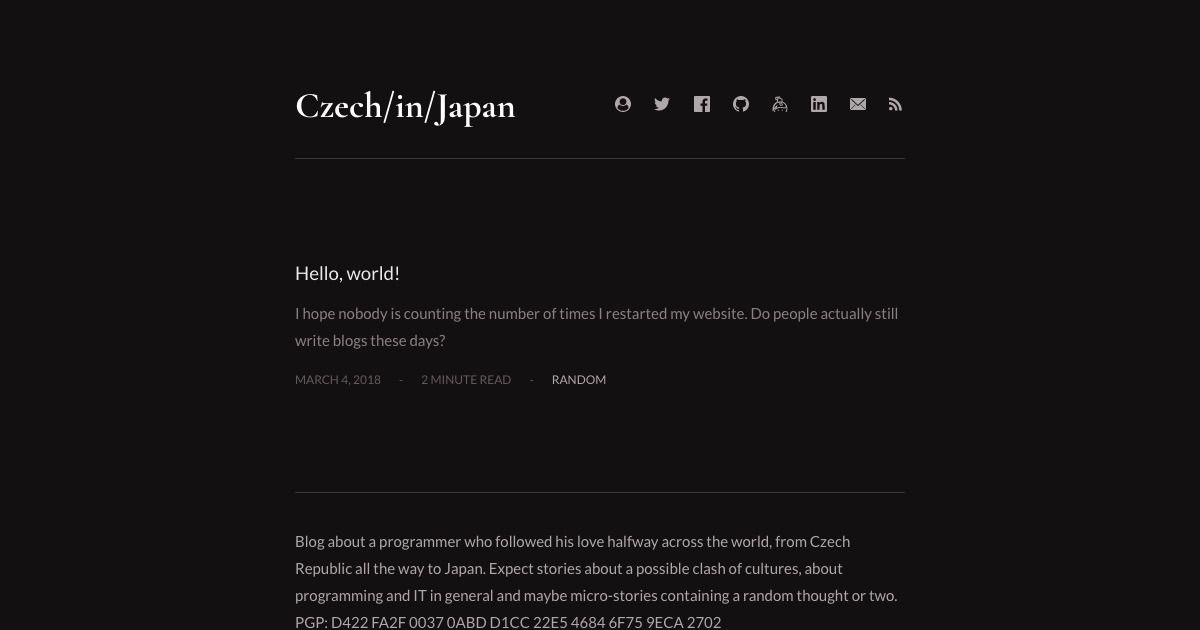 Czech/in/Japan
Hello, world!
I hope nobody is counting the number of times I restarted my website. Do people actually still
write blogs these days?
MARCH 4, 2018 - 2 MINUTE READ - RANDOM
Blog about a programmer who followed his love halfway across the world, from Czech
Republic all the way to Japan. Expect stories about a possible clash of cultures, about
programming and IT in general and maybe micro-stories containing a random thought or two.
PGP: D422 FA2F 0037 0ABD D1CC 22E5 4684 6F75 9ECA 2702